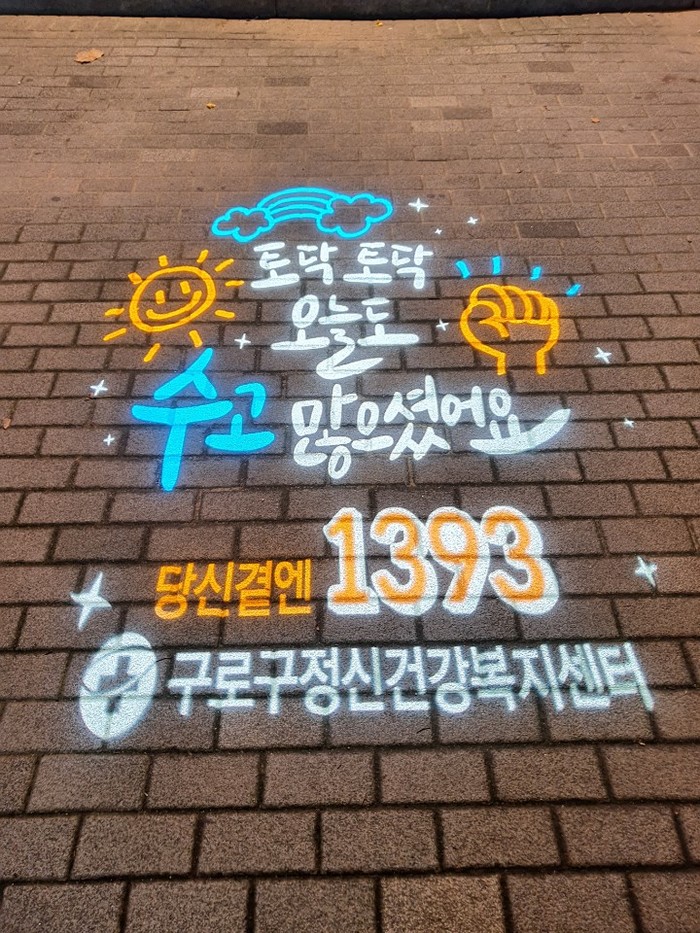 토닥 토닥
오늘도
수고 많으셨어요
당신곁엔 1393
구로구정신건강복지센터